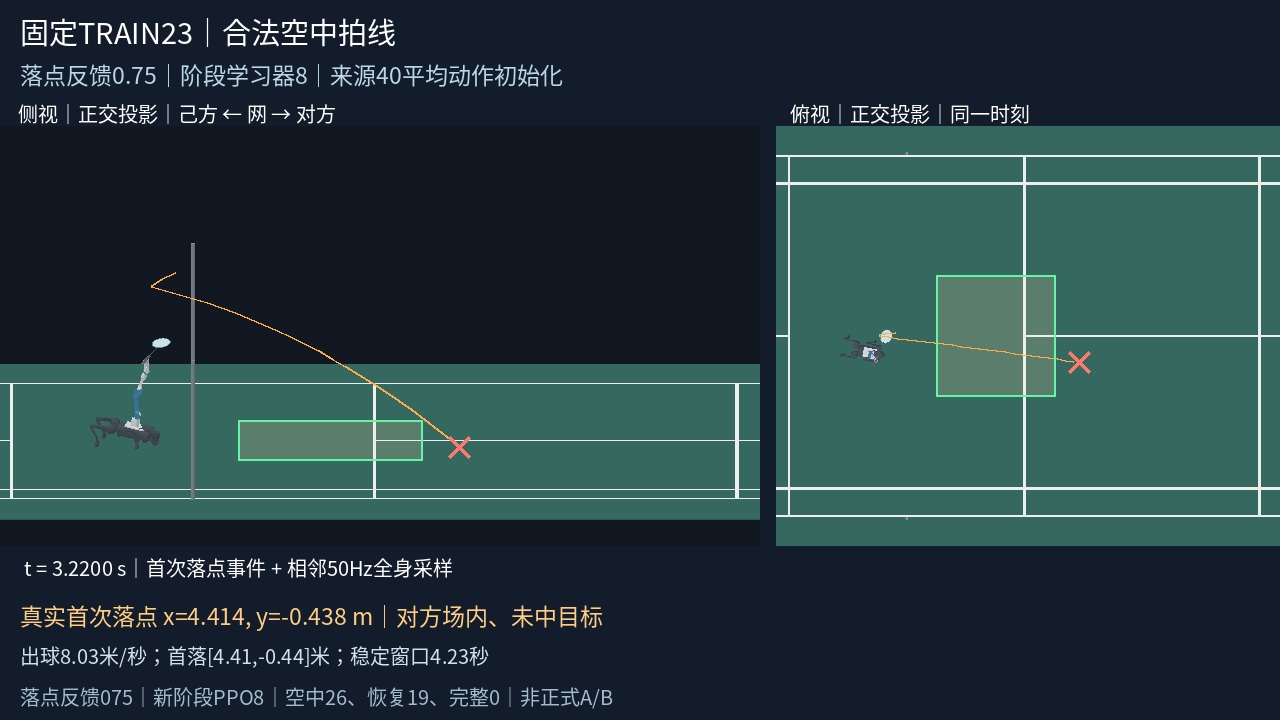 固定TRAIN23｜合法空中拍线
落点反馈0.75｜阶段学习器8｜来源40平均动作初始化
侧视｜正交投影｜己方 ← 网 → 对方
俯视｜正交投影｜同一时刻
t = 3.2200 s｜首次落点事件 + 相邻50Hz全身采样
真实首次落点 x=4.414, y=-0.438 m｜对方场内、未中目标
出球8.03米/秒；首落[4.41,-0.44]米；稳定窗口4.23秒
落点反馈075｜新阶段PPO8｜空中26、恢复19、完整0｜非正式A/B